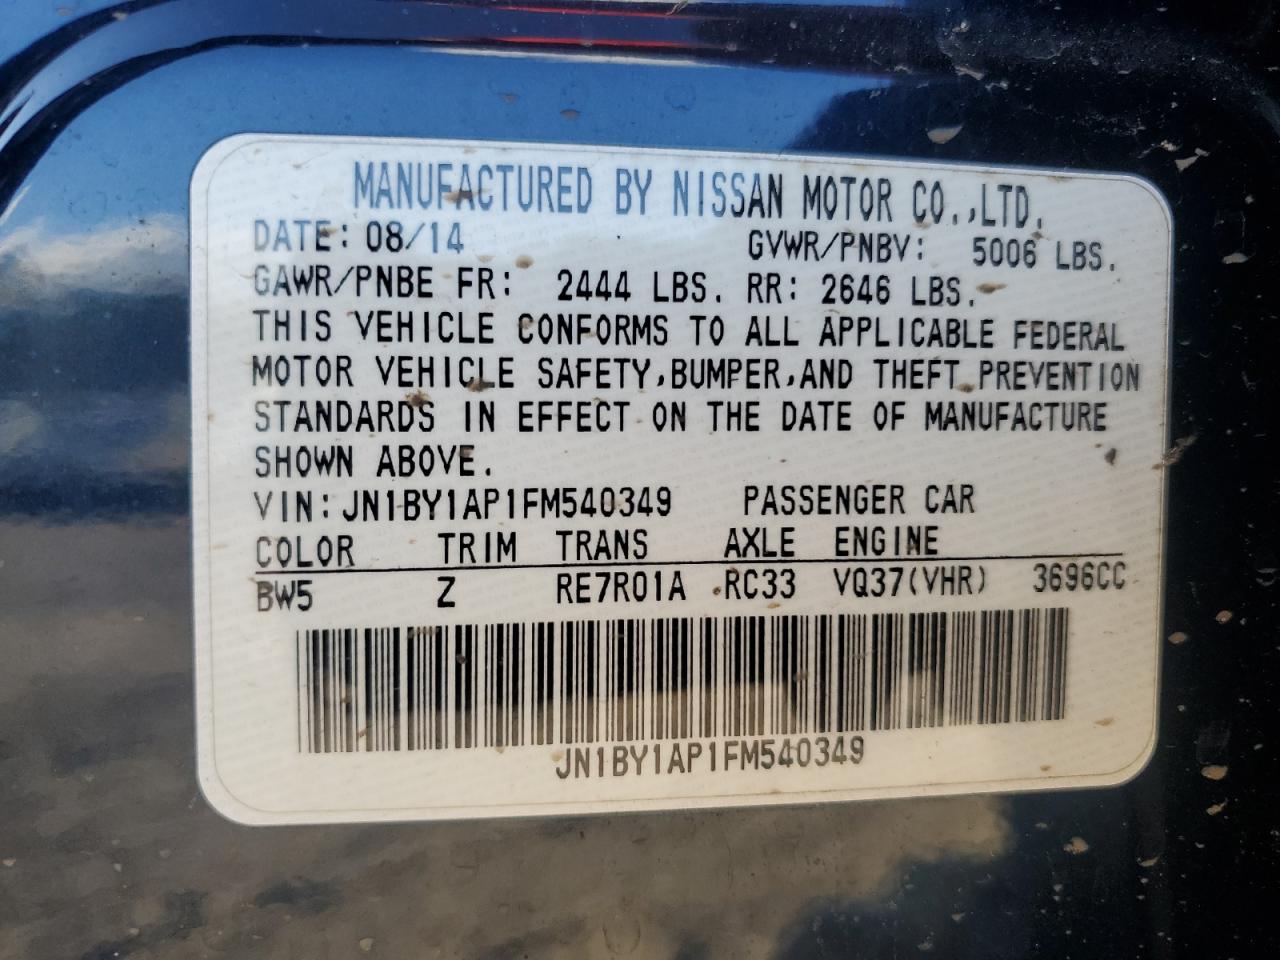 MANUFACTURED BY NISSAN MOTOR CO.,LTD.
DATE: 08/14 GVWR/PNBV: 5006 LBS.
GAWR/PNBE FR: 2444 LBS. RR: 2646 LBS.
THIS VEHICLE CONFORMS TO ALL APPLICABLE FEDERAL
MOTOR VEHICLE SAFETY,BUMPER,AND THEFT PREVENTION
STANDARDS IN EFFECT ON THE DATE OF MANUFACTURE
SHOWN ABOVE.
VIN: JN1BY1AP1FM540349 PASSENGER CAR
COLOR TRIM TRANS AXLE ENGINE
BW5 Z RE7R01A RC33 VQ37(VHR) 3696CC
JN1BY1AP1FM540349